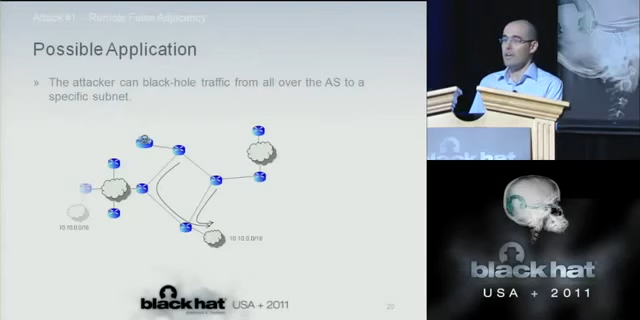 Attack #1 – Remote False Adjacency
Possible Application
» The attacker can black-hole traffic from all over the AS to a
specific subnet.
10.10.0.0/16
10.10.0.0/16
black hat USA + 2011
20
black hat
black hat
USA + 2011